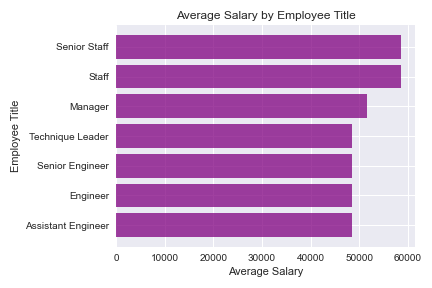 Average Salary by Employee Title
Employee Title
Senior Staff
Staff
Manager
Technique Leader
Senior Engineer
Engineer
Assistant Engineer
0 10000 20000 30000 40000 50000 60000
Average Salary